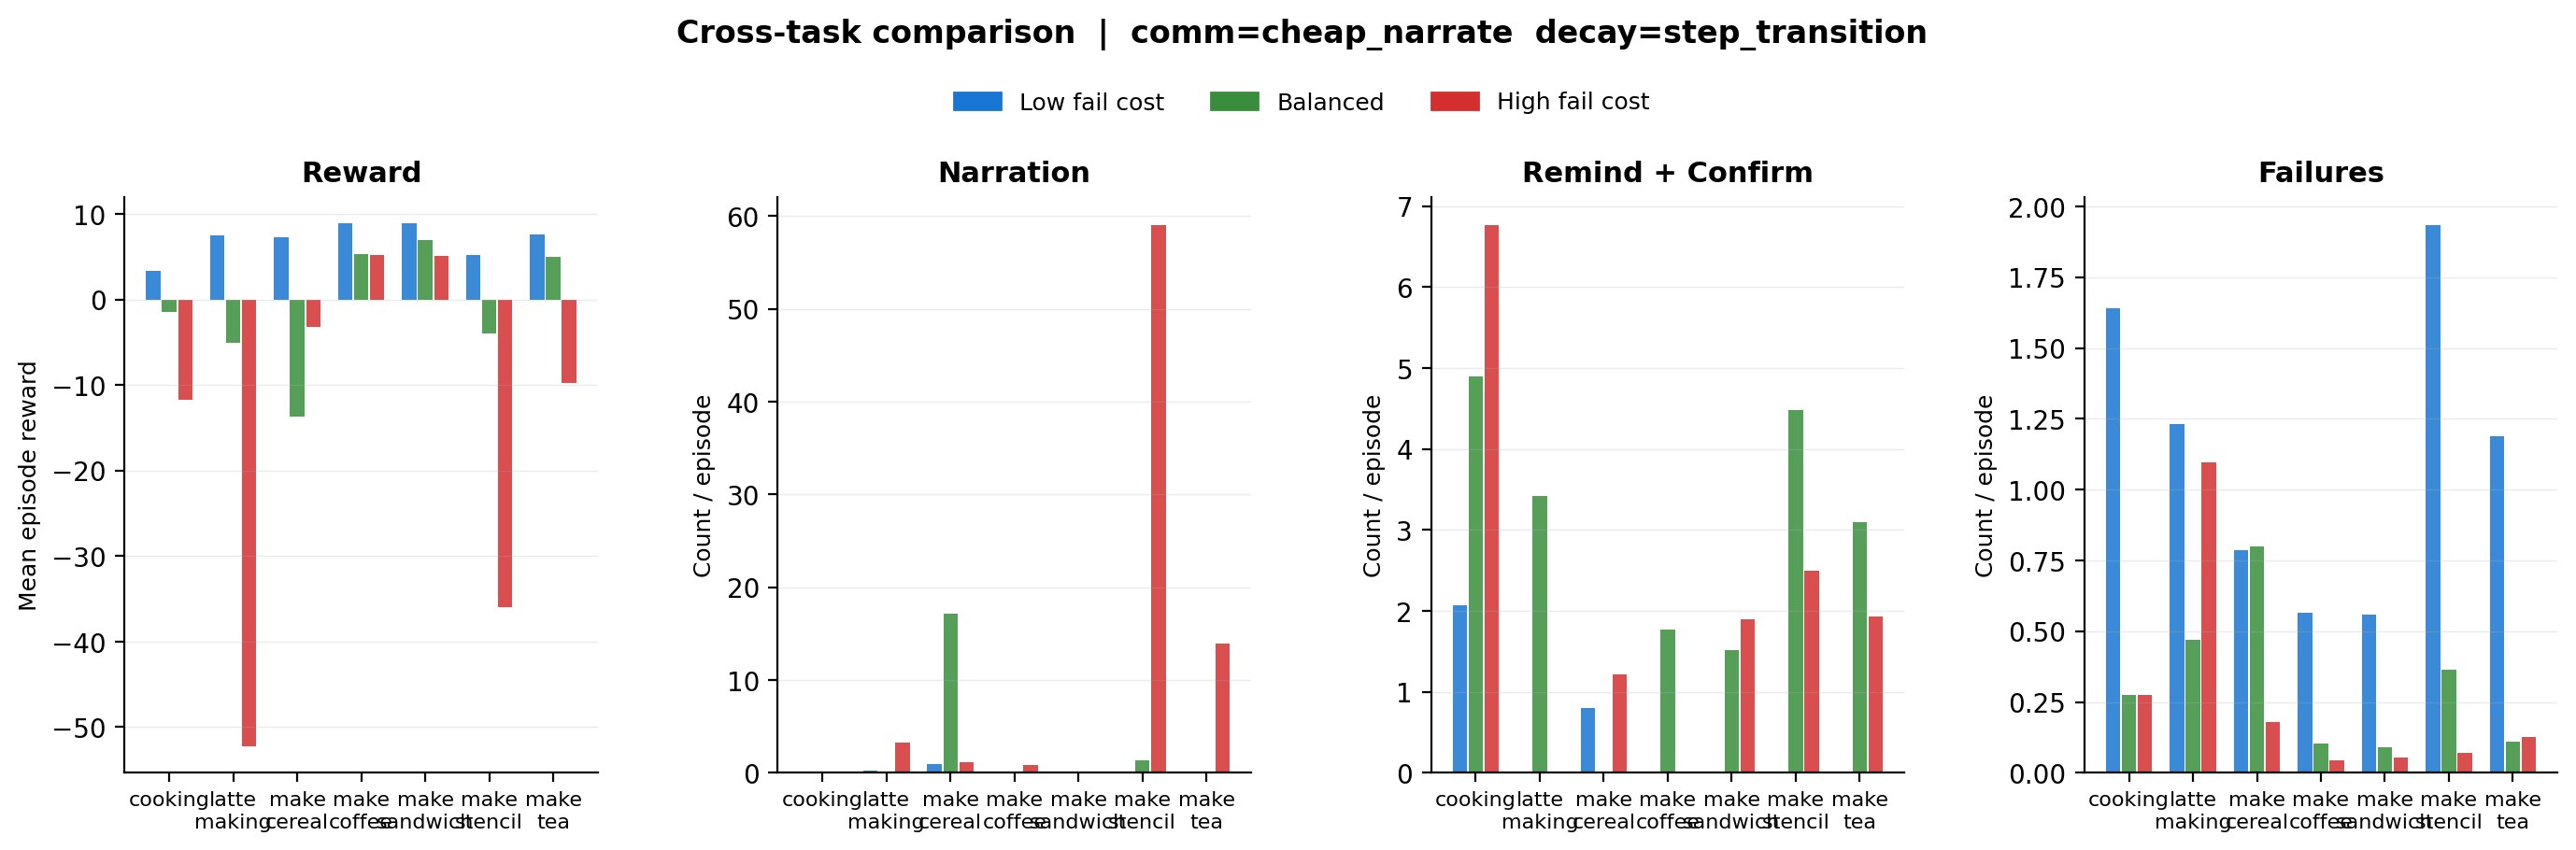 Cross-task comparison | comm=cheap_narrate decay=step_transition
Low fail cost Balanced High fail cost
Reward
Mean episode reward
10
0
−10
−20
−30
−40
−50
cooking
latte
making
make
cereal
make
coffee
make
sandwich
make
stencil
make
tea
Narration
Count / episode
60
50
40
30
20
10
0
cooking
latte
making
make
cereal
make
coffee
make
sandwich
make
stencil
make
tea
Remind + Confirm
Count / episode
7
6
5
4
3
2
1
0
cooking
latte
making
make
cereal
make
coffee
make
sandwich
make
stencil
make
tea
Failures
Count / episode
2.00
1.75
1.50
1.25
1.00
0.75
0.50
0.25
0.00
cooking
latte
making
make
cereal
make
coffee
make
sandwich
make
stencil
make
tea